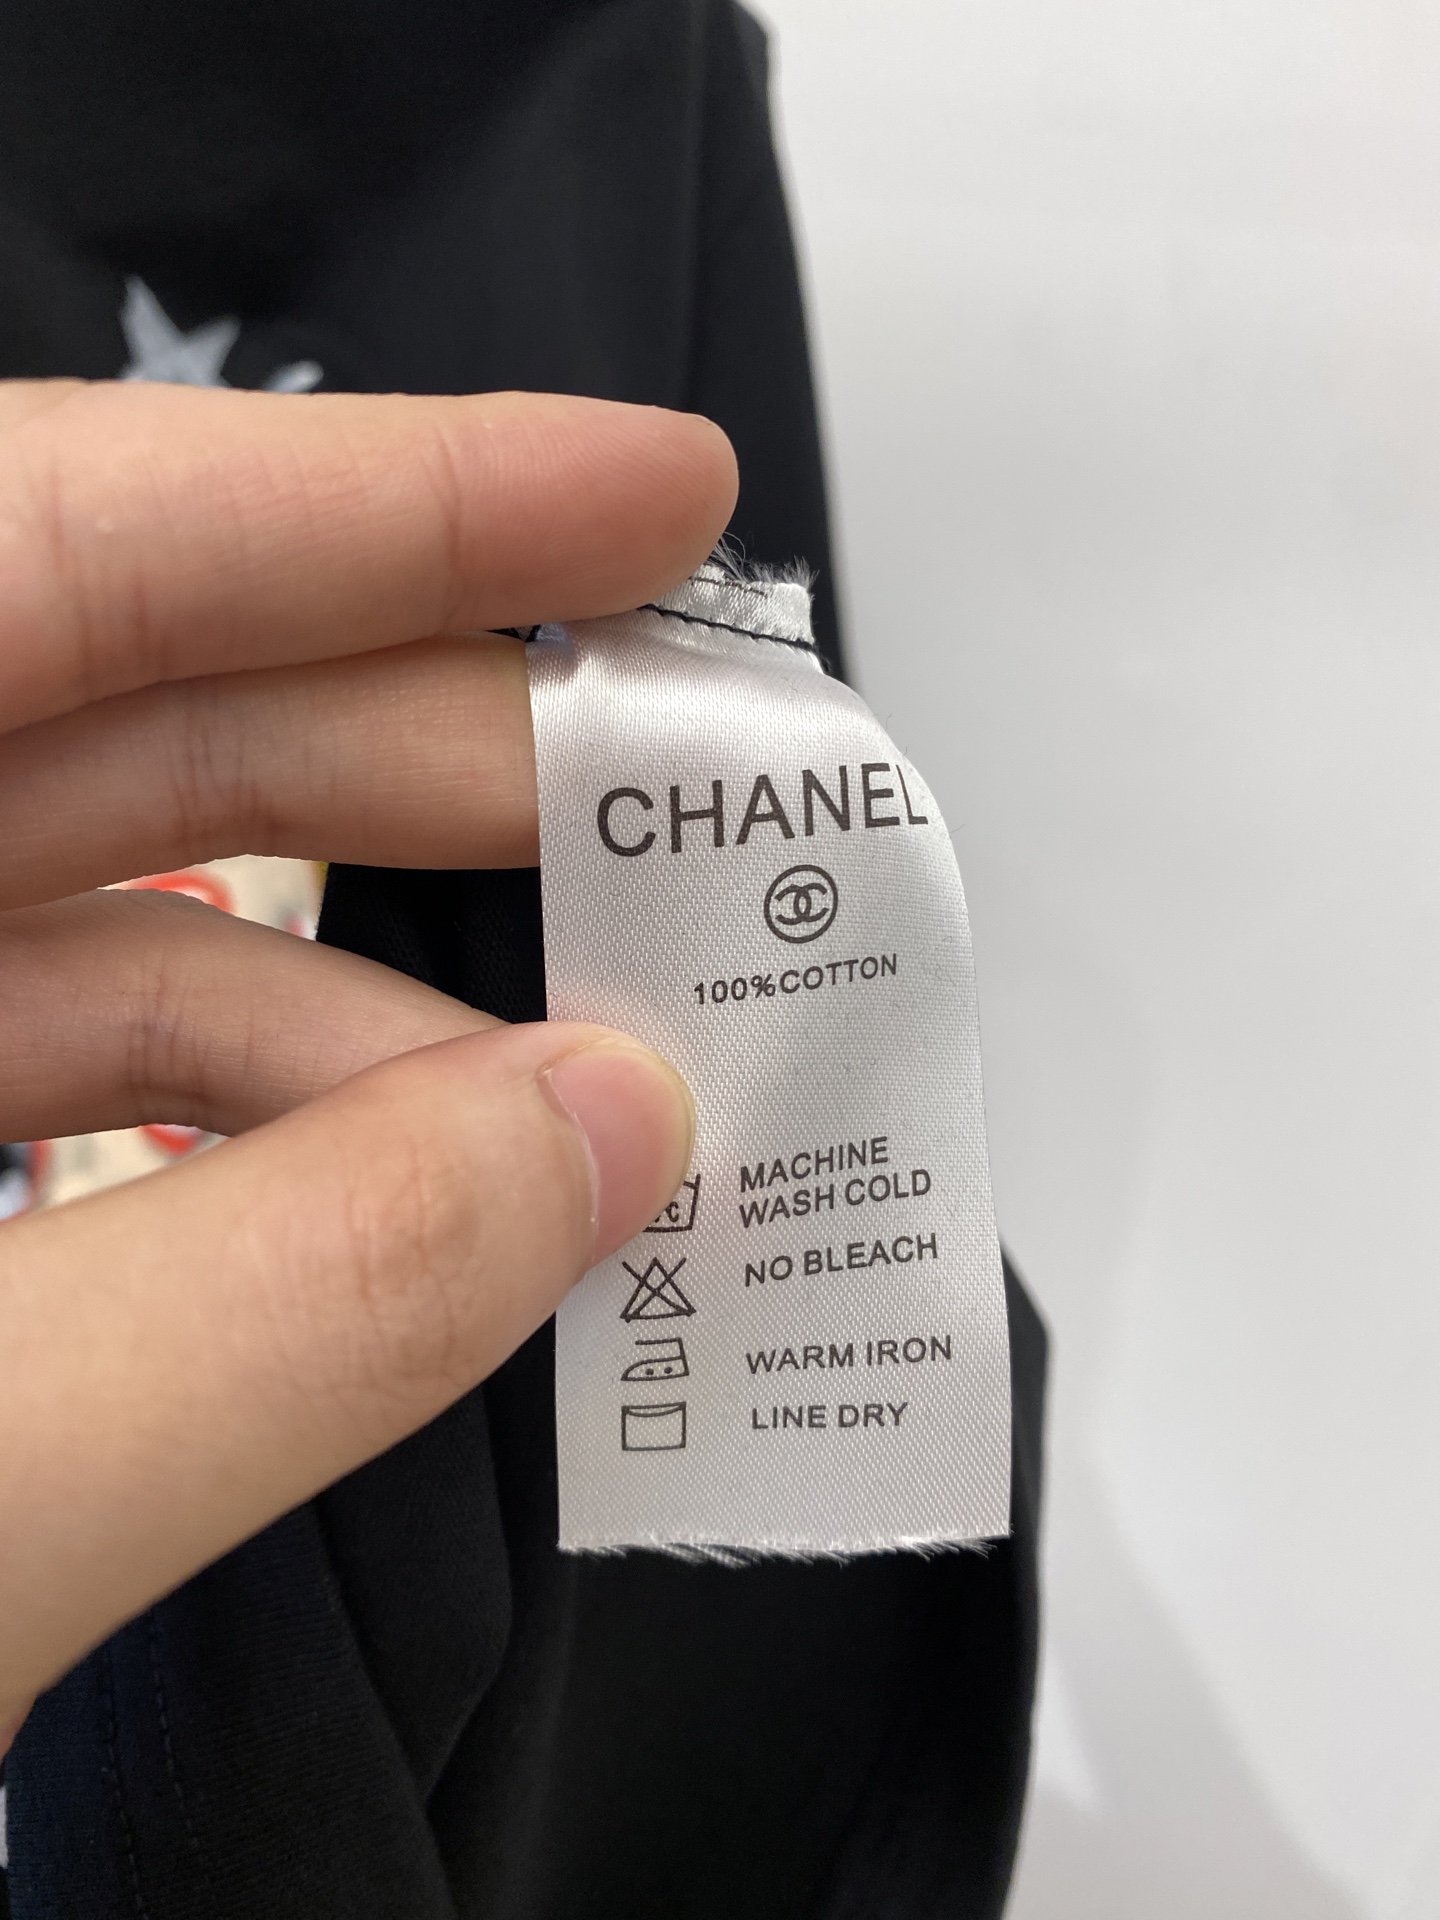 CHANEL
100%COTTON
MACHINE
WASH COLD
NO BLEACH
WARM IRON
LINE DRY